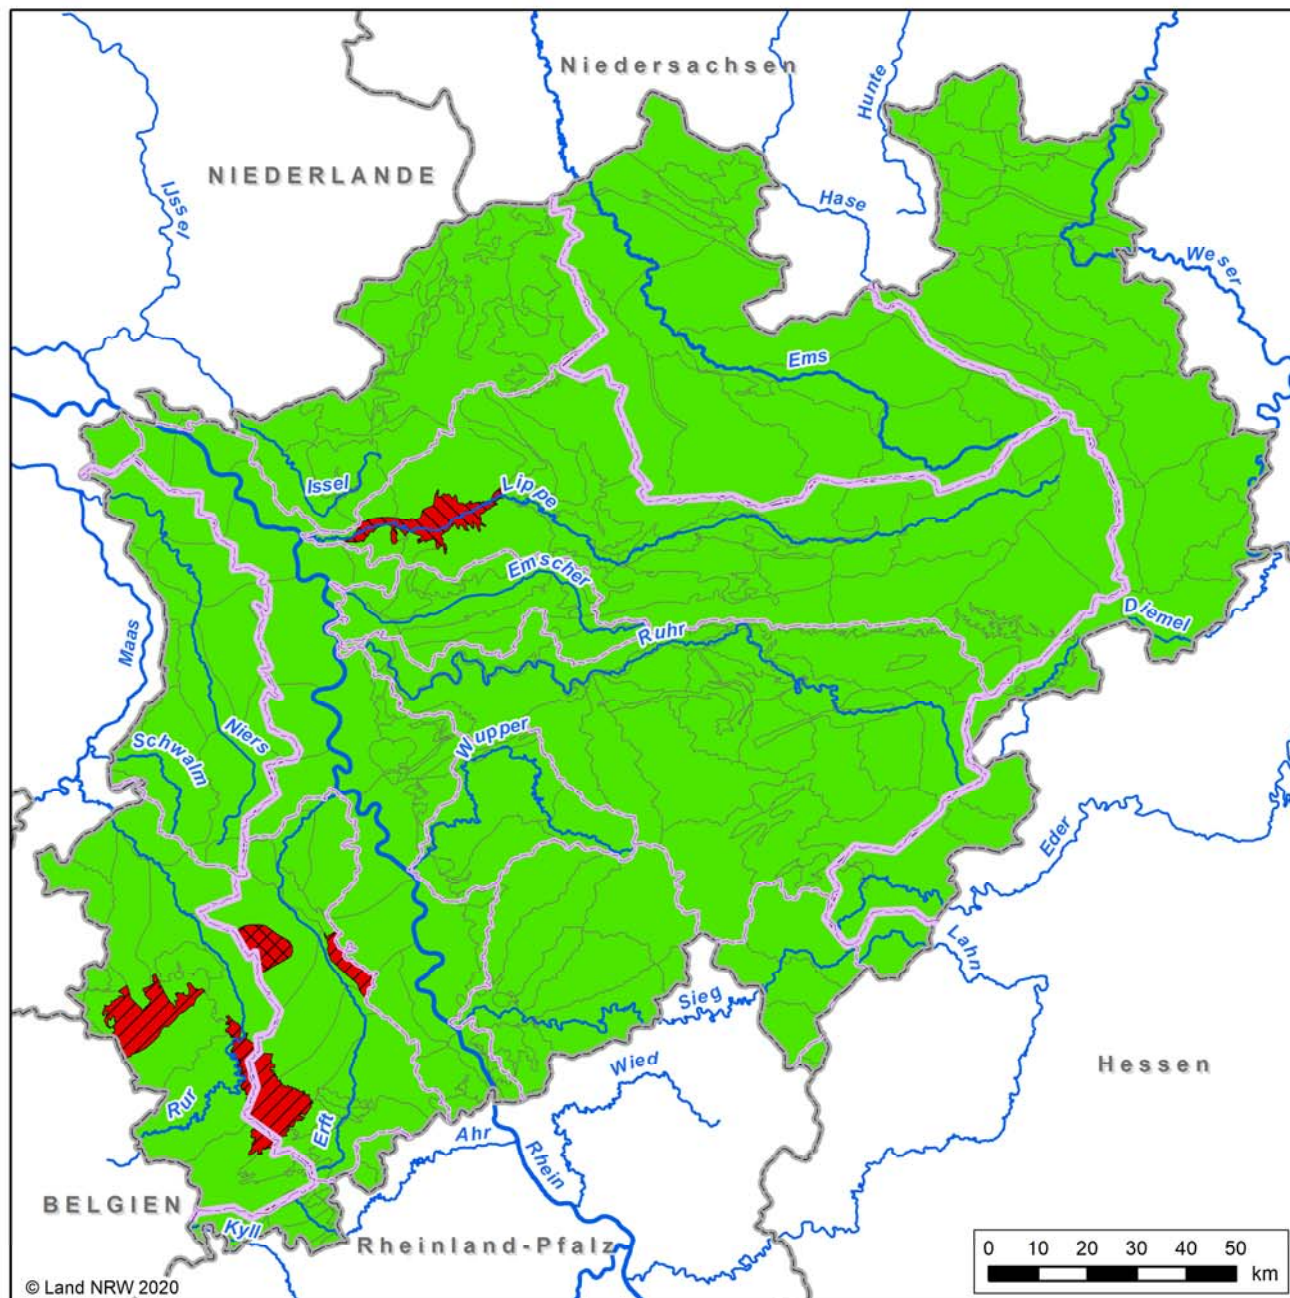 Niedersachsen
Hunte
NIEDERLANDE
IJssel
Hase
Weser
Ems
Issel
Lippe
Emscher
Maas
Diemel
Ruhr
Niers
Schwalm
Wupper
Eder
Lahn
Sieg
Wied
Hessen
Rur
Erft
Ahr
Rhein
BELGIEN
Kyll
Rheinland-Pfalz
0 10 20 30 40 50
km
© Land NRW 2020